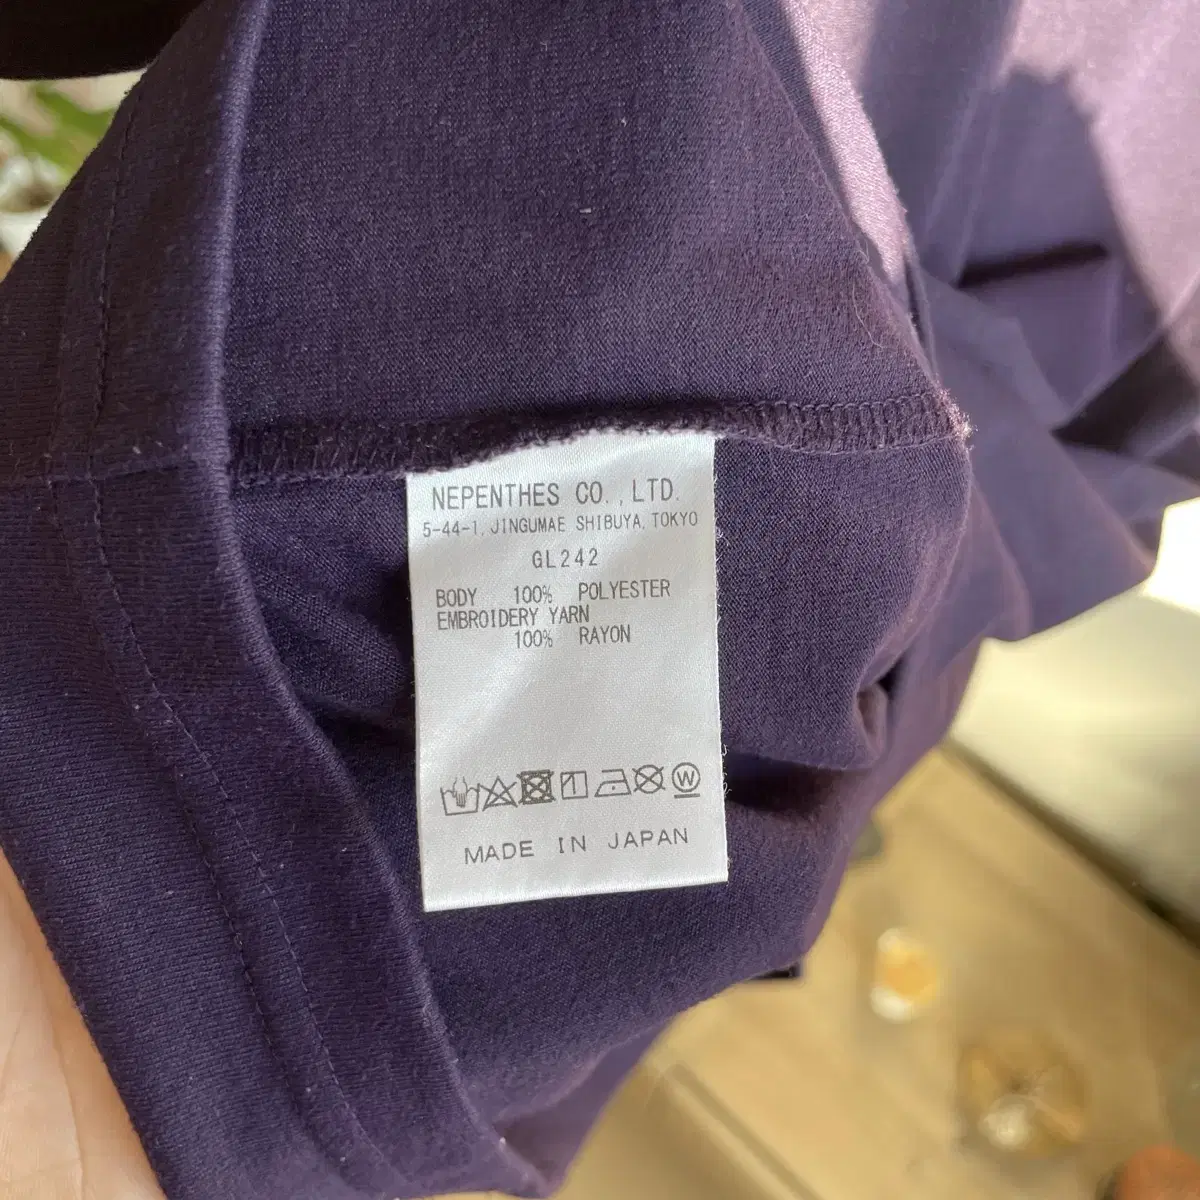 NEPENTHES CO., LTD.
5-44-1, JINGUMAE SHIBUYA, TOKYO
GL242
BODY 100% POLYESTER
EMBROIDERY YARN
100% RAYON
W
MADE IN JAPAN